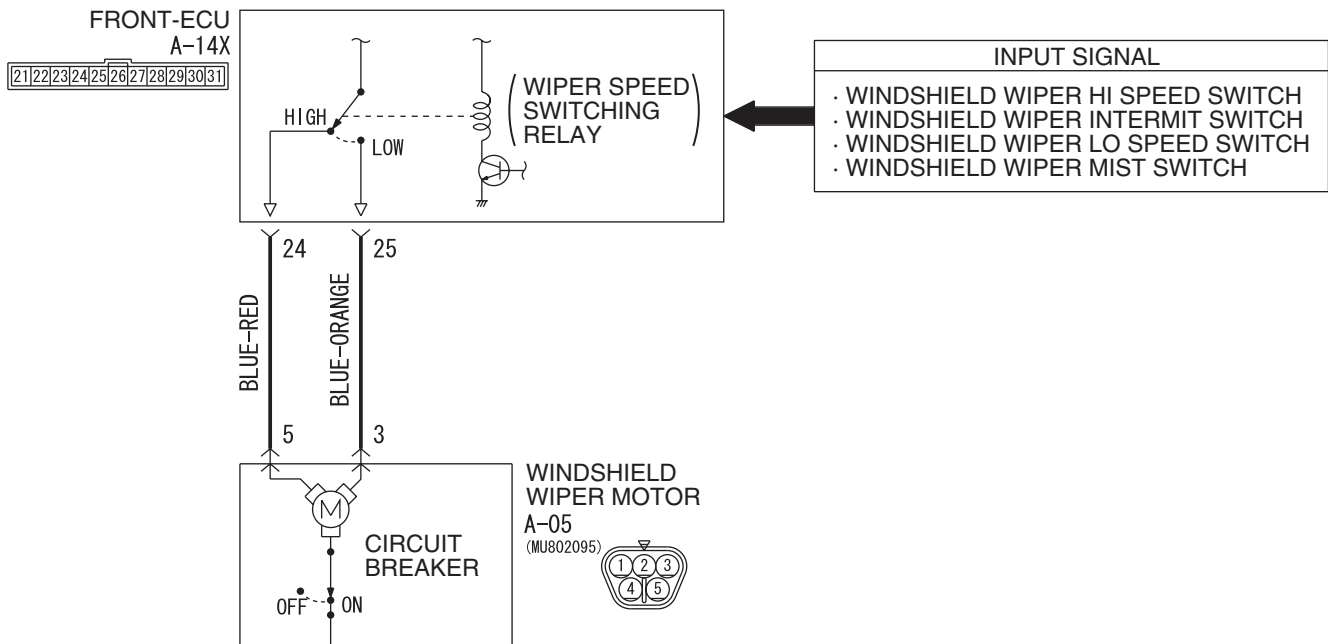 FRONT-ECU
A-14X
21 22 23 24 25 26 27 28 29 30 31
HIGH
LOW
(WIPER SPEED
SWITCHING
RELAY)
INPUT SIGNAL
· WINDSHIELD WIPER HI SPEED SWITCH
· WINDSHIELD WIPER INTERMIT SWITCH
· WINDSHIELD WIPER LO SPEED SWITCH
· WINDSHIELD WIPER MIST SWITCH
24 25
BLUE-RED
BLUE-ORANGE
5 3
M
CIRCUIT
BREAKER
OFF ON
WINDSHIELD
WIPER MOTOR
A-05
(MU802095)
1 2 3
4 5